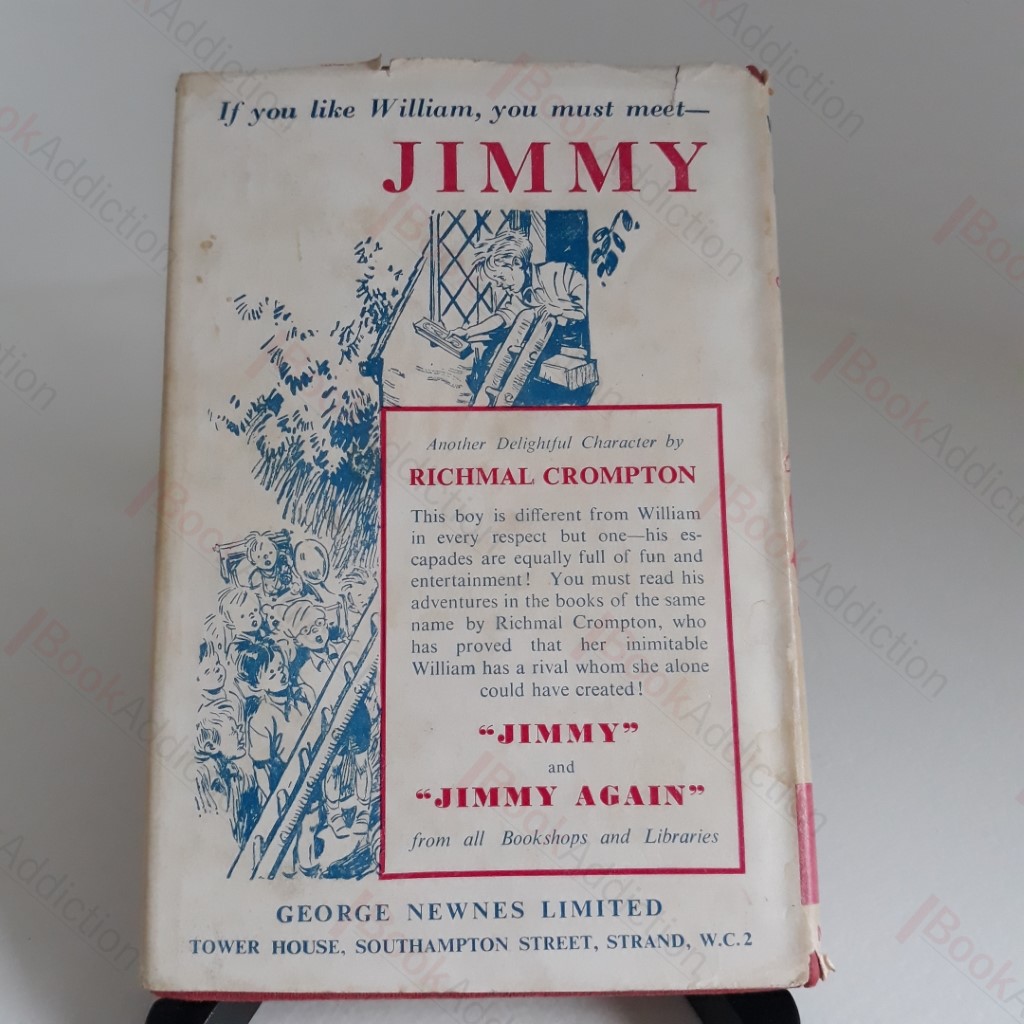 If you like William, you must meet—
JIMMY
Another Delightful Character by
RICHMAL CROMPTON
This boy is different from William
in every respect but one—his es-
capades are equally full of fun and
entertainment! You must read his
adventures in the books of the same
name by Richmal Crompton, who
has proved that her inimitable
William has a rival whom she alone
could have created!
“JIMMY”
and
“JIMMY AGAIN”
from all Bookshops and Libraries
GEORGE NEWNES LIMITED
TOWER HOUSE, SOUTHAMPTON STREET, STRAND, W.C.2
BookAddiction